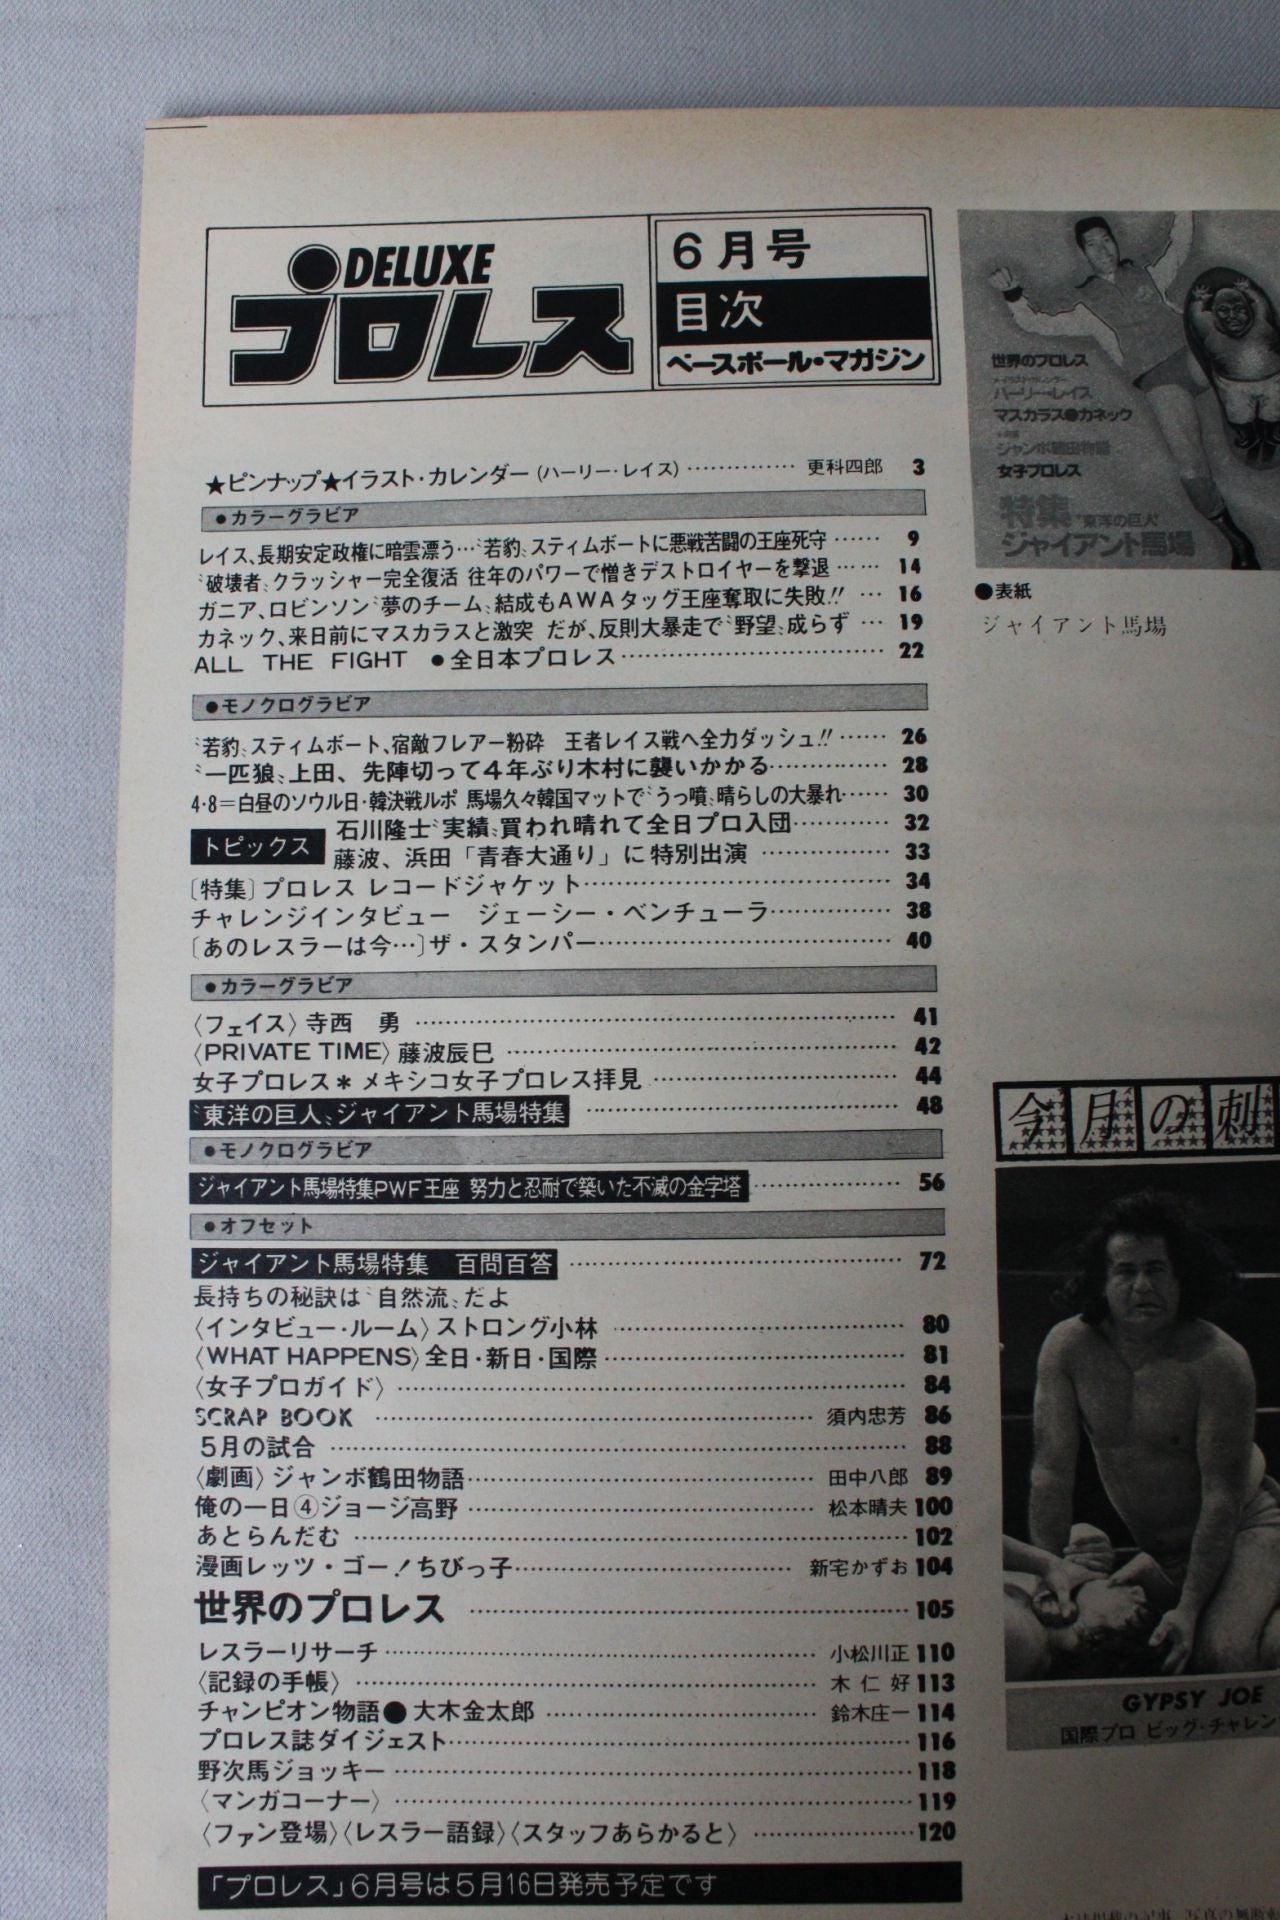 DELUXE
プロレス
6月号
目次
ベースボール・マガジン
★ピンナップ★イラスト・カレンダー(ハーリー・レイス)…………… 更科四郎 3
●カラーグラビア
レイス、長期安定政権に暗雲漂う…〝若豹〟スティムボートに悪戦苦闘の王座死守…… 9
〝破壊者〟クラッシャー完全復活 往年のパワーで憎きデストロイヤーを撃退…… 14
ガニア、ロビンソン〝夢のチーム〟結成もAWAタッグ王座奪取に失敗!! … 16
カネック、来日前にマスカラスと激突 だが、反則大暴走で〝野望〟成らず … 19
ALL THE FIGHT ●全日本プロレス…………………… 22
●モノクログラビア
〝若豹〟スティムボート、宿敵フレアー粉砕 王者レイス戦へ全力ダッシュ!!…… 26
〝一匹狼〟上田、先陣切って4年ぶり木村に襲いかかる…………… 28
4・8=白昼のソウル日・韓決戦ルポ 馬場久々韓国マットで〝うっ噴〟晴らしの大暴れ…… 30
トピックス
石川隆士〝実績〟買われ晴れて全日プロ入団………… 32
藤波、浜田「青春大通り」に特別出演 …………… 33
〔特集〕プロレス レコードジャケット………………………… 34
チャレンジインタビュー ジェーシー・ベンチューラ…………… 38
〔あのレスラーは今…〕ザ・スタンパー………………………… 40
●カラーグラビア
〈フェイス〉寺西 勇 ………………………………………… 41
〈PRIVATE TIME〉藤波辰巳 ………………………………… 42
女子プロレス＊メキシコ女子プロレス拝見 …………………… 44
〝東洋の巨人〟ジャイアント馬場特集 ………………………… 48
●モノクログラビア
ジャイアント馬場特集PWF王座 努力と忍耐で築いた不滅の金字塔 …………… 56
●オフセット
ジャイアント馬場特集 百問百答 ………………………… 72
長持ちの秘訣は〝自然流〟だよ
〈インタビュー・ルーム〉ストロング小林 ………………………… 80
〈WHAT HAPPENS〉全日・新日・国際………………………… 81
〈女子プロガイド〉 …………………………………………… 84
SCRAP BOOK ……………………………………… 須内忠芳 86
5月の試合 ………………………………………………… 88
〈劇画〉ジャンボ鶴田物語……………………………… 田中八郎 89
俺の一日④ジョージ高野 ……………………………… 松本晴夫 100
あとらんだむ ………………………………………………… 102
漫画レッツ・ゴー!ちびっ子………………………… 新宅かずお 104
世界のプロレス ……………………………………… 105
レスラーリサーチ ……………………………………… 小松川正 110
〈記録の手帳〉 ………………………………………… 木 仁 好 113
チャンピオン物語●大木金太郎 ………………………… 鈴木庄一 114
プロレス誌ダイジェスト………………………………………… 116
野次馬ジョッキー ……………………………………………… 118
〈マンガコーナー〉 ……………………………………………… 119
〈ファン登場〉〈レスラー語録〉〈スタッフあらかると〉 ……………… 120
「プロレス」6月号は5月16日発売予定です
世界のプロレス
ハーリー・レイス
マスカラス●カネック
ジャンボ鶴田物語
女子プロレス
特集
〝東洋の巨人〟
ジャイアント馬場
●表紙
ジャイアント馬場
今月の刺
GYPSY JOE
国際プロ ビッグ・チャレン